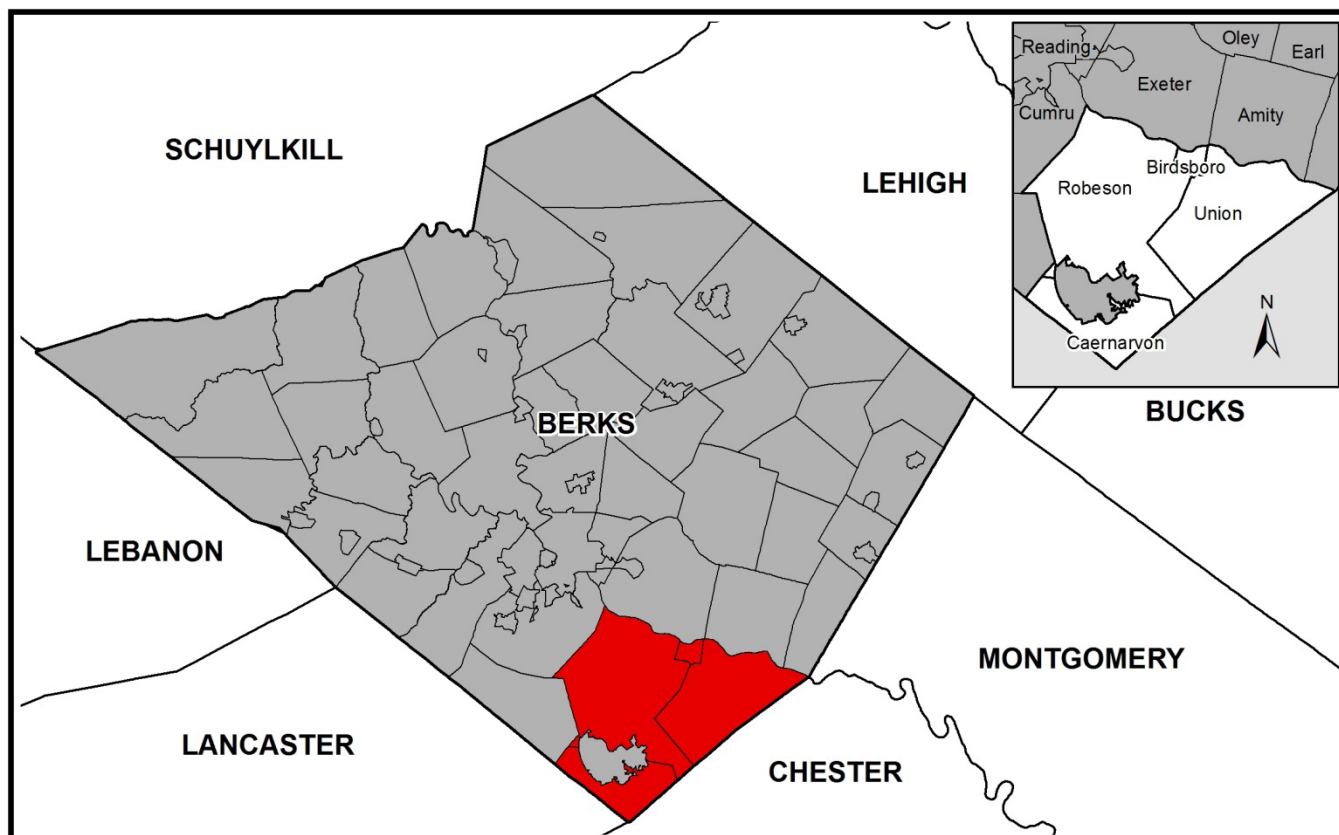 SCHUYLKILL
LEHIGH
BERKS
BUCKS
LEBANON
MONTGOMERY
LANCASTER
CHESTER
Oley
Reading
Earl
Exeter
Cumru
Amity
Birdsboro
Robeson
Union
N
Caernarvon